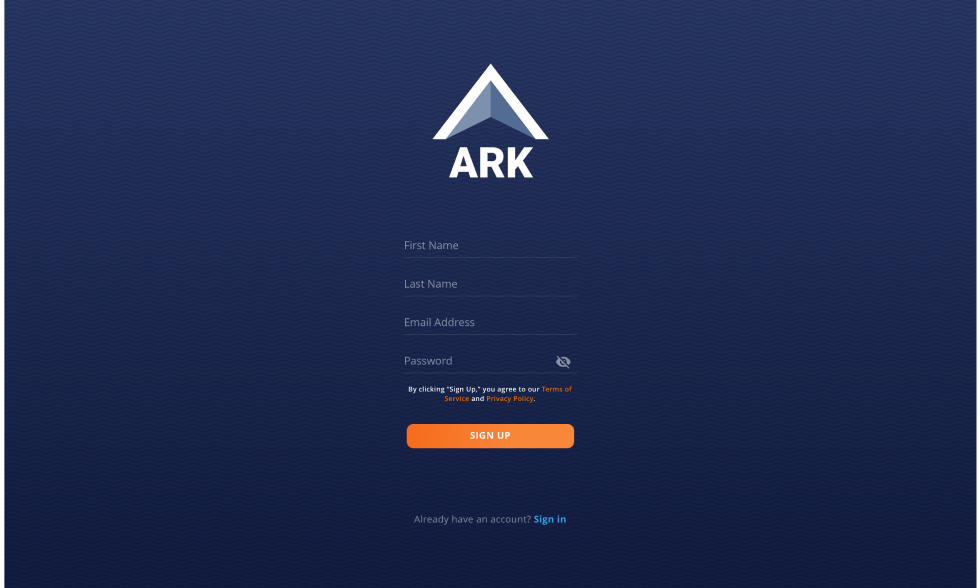 ARK
First Name
Last Name
Email Address
Password
By clicking "Sign Up," you agree to our Terms of
Service and Privacy Policy.
SIGN UP
Already have an account? Sign in